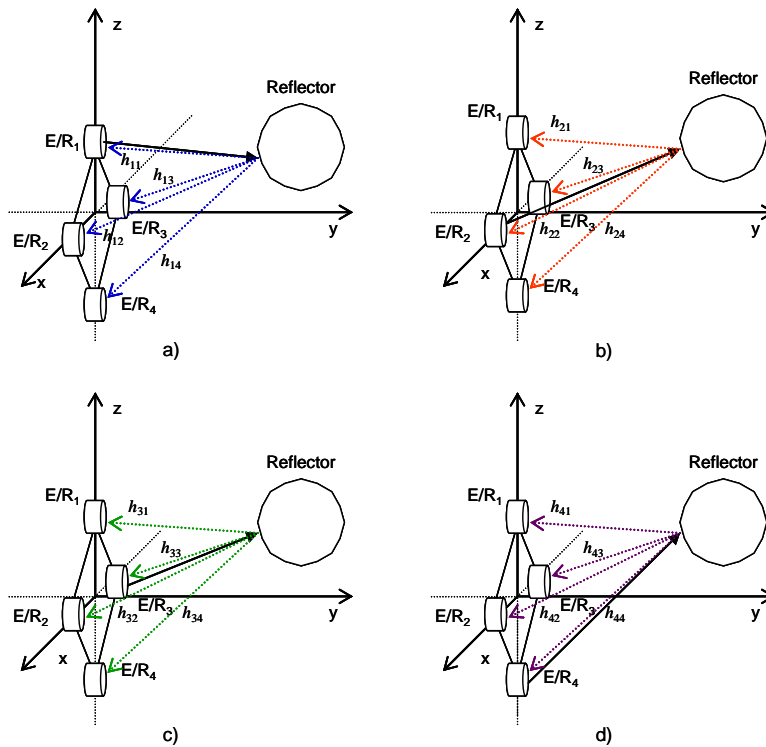 z
Reflector
E/R1
h11
h13
E/R2
h12
E/R3
y
h14
x
E/R4
a)
z
Reflector
E/R1
h21
h23
E/R2
h22
E/R3
h24
y
x
E/R4
b)
z
Reflector
E/R1
h31
h33
E/R2
h32
E/R3
h34
y
x
E/R4
c)
z
Reflector
E/R1
h41
h43
E/R2
h42
E/R3
h44
y
x
E/R4
d)